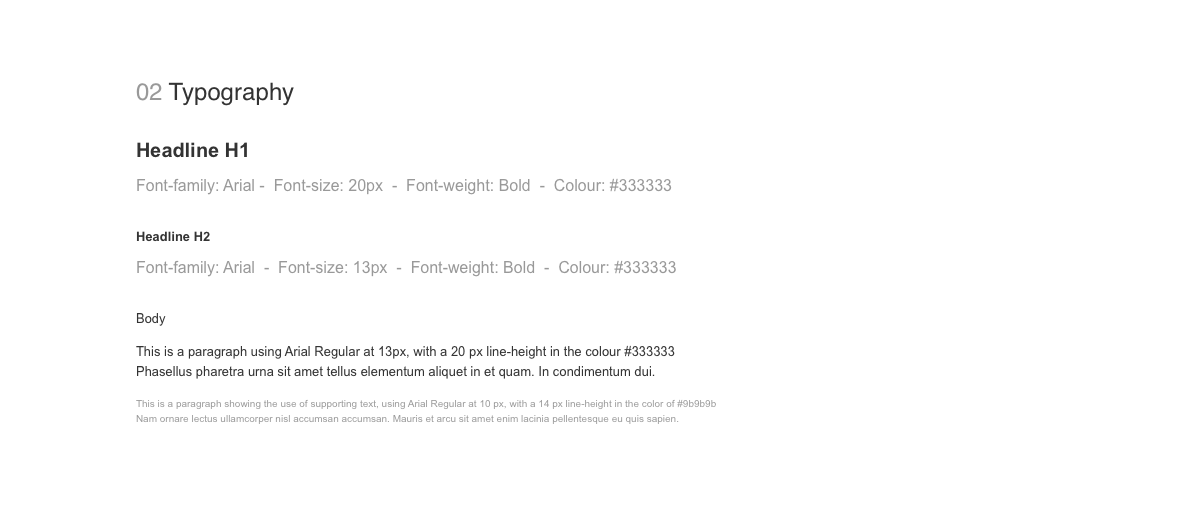 02 Typography
Headline H1
Font-family: Arial -  Font-size: 20px  -  Font-weight: Bold  -  Colour: #333333
Headline H2
Font-family: Arial  -  Font-size: 13px  -  Font-weight: Bold  -  Colour: #333333
Body
This is a paragraph using Arial Regular at 13px, with a 20 px line-height in the colour #333333
Phasellus pharetra urna sit amet tellus elementum aliquet in et quam. In condimentum dui.
This is a paragraph showing the use of supporting text, using Arial Regular at 10 px, with a 14 px line-height in the color of #9b9b9b
Nam ornare lectus ullamcorper nisl accumsan accumsan. Mauris et arcu sit amet enim lacinia pellentesque eu quis sapien.